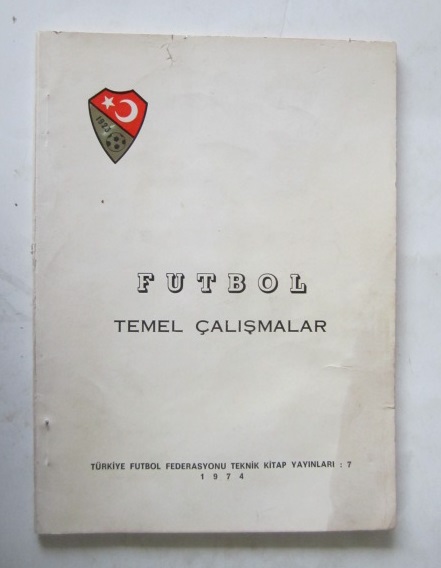 1923
FUTBOL
TEMEL ÇALIŞMALAR
TÜRKİYE FUTBOL FEDERASYONU TEKNİK KİTAP YAYINLARI : 7
1974